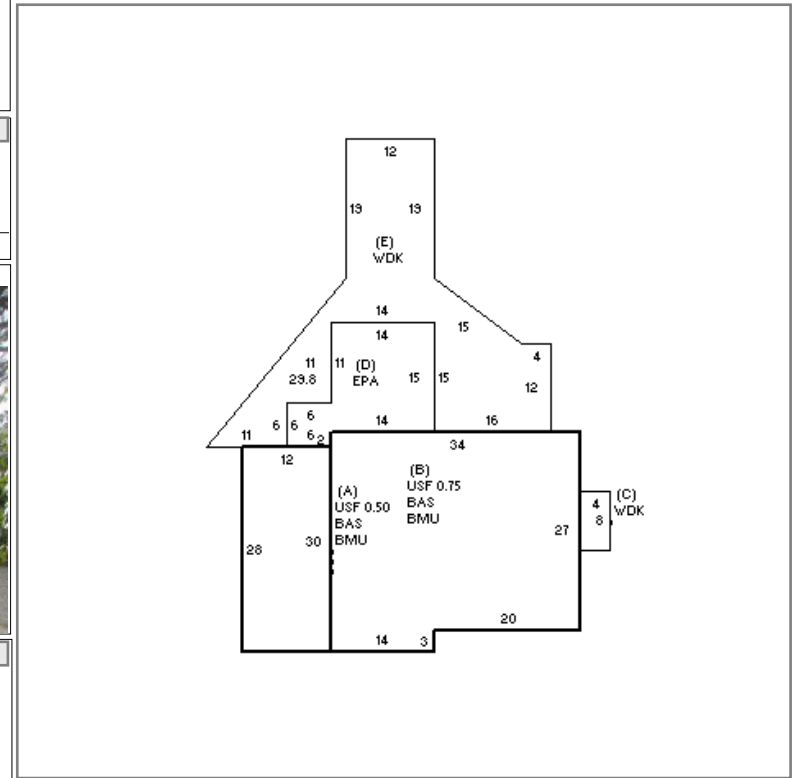 12
19 19
(E)
WDK
14
15
14
4
11 11 (D)
29.8 EPA
15 15
12
6
6 6
14 16
11
6 2
12
34
(B)
USF 0.75
BAS
BMU
(A)
USF 0.50
BAS
BMU
(C)
WDK
4
8
27
30
28
20
14 3